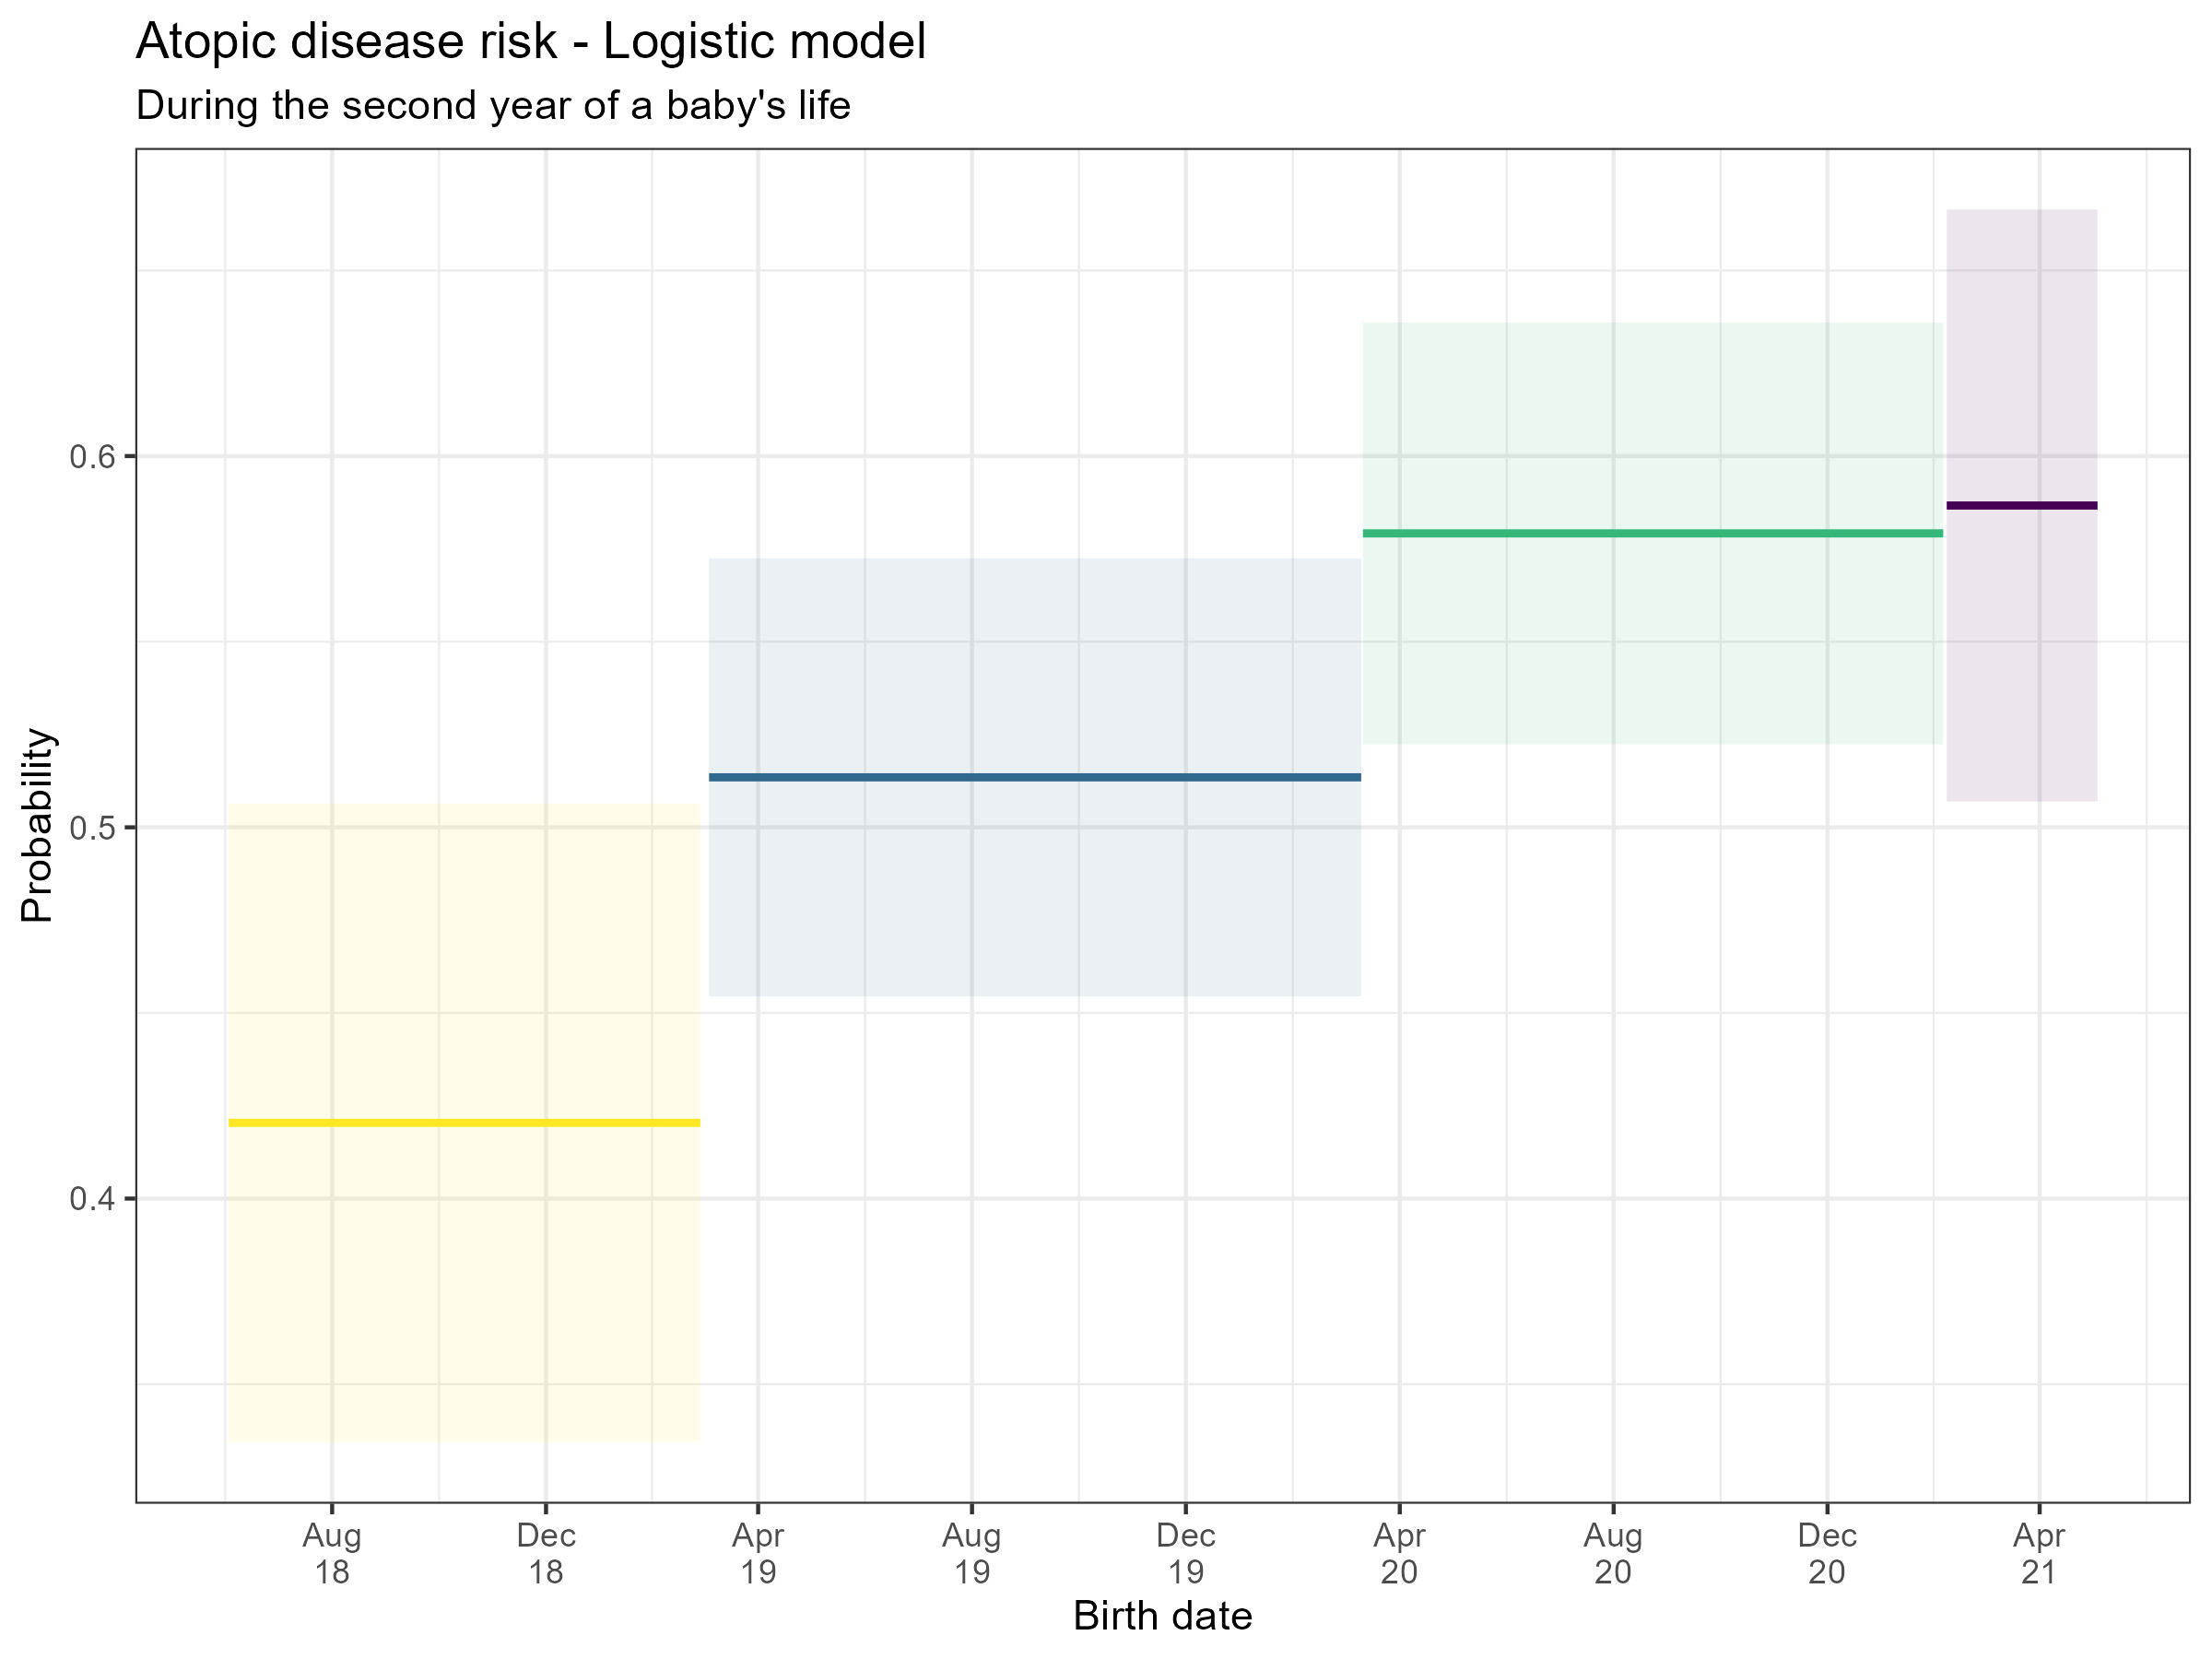 Atopic disease risk - Logistic model
During the second year of a baby's life
Probability
0.6
0.5
0.4
Aug Dec Apr Aug Dec Apr Aug Dec Apr
18 18 19 19 19 20 20 20 21
Birth date